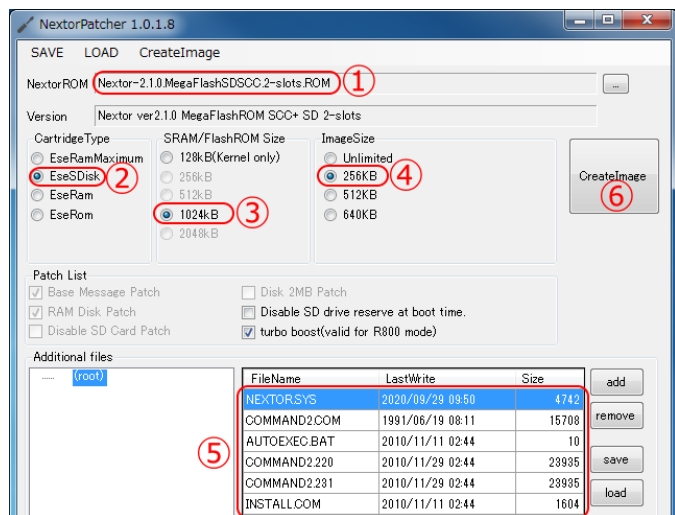 NextorPatcher 1.0.1.8
SAVE LOAD CreateImage
NextorROM Nextor-2.1.0.MegaFlashSDSCC.2-slots.ROM ① ...
Version Nextor ver2.1.0 MegaFlashROM SCC+ SD 2-slots
CartridgeType SRAM/FlashROM Size ImageSize
EseRamMaximum 128kB(Kernel only) Unlimited
EseSDisk ② 256kB 256KB ④ CreateImage
EseRam 512kB 512KB ⑥
EseRom 1024kB ③ 640KB
2048kB
Patch List
Base Message Patch Disk 2MB Patch
RAM Disk Patch Disable SD drive reserve at boot time.
Disable SD Card Patch turbo boost(valid for R800 mode)
Additional files
(root) FileName LastWrite Size add
NEXTOR.SYS 2020/09/29 09:50 4742
COMMAND2.COM 1991/06/19 08:11 15708 remove
AUTOEXEC.BAT 2010/11/11 02:44 10
⑤ COMMAND2.220 2010/11/29 02:44 23935 save
COMMAND2.231 2010/11/29 02:44 23935 load
INSTALL.COM 2010/11/11 02:44 1604